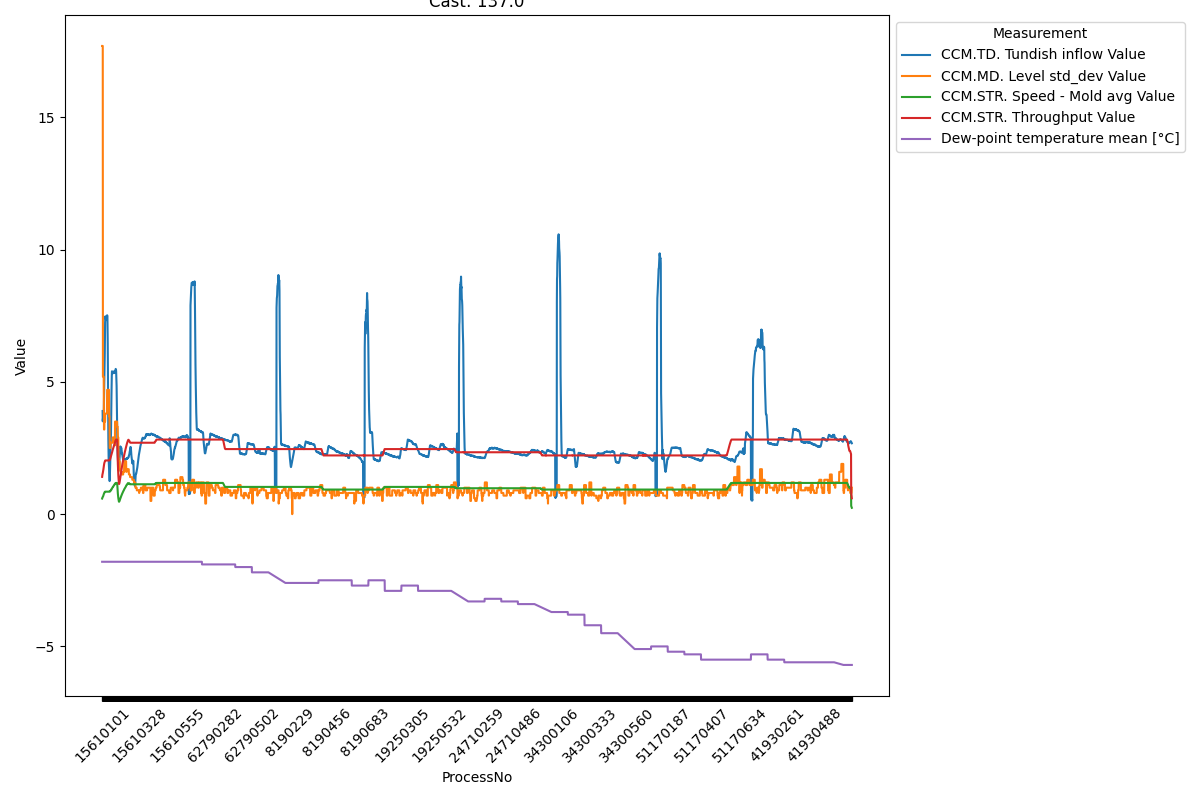 Cast: 137.0
Measurement
CCM.TD. Tundish inflow Value
CCM.MD. Level std_dev Value
CCM.STR. Speed - Mold avg Value
CCM.STR. Throughput Value
Dew-point temperature mean [°C]
Value
15
10
5
0
−5
15610101
15610328
15610555
62790282
62790502
8190229
8190456
8190683
19250305
19250532
24710259
24710486
34300106
34300333
34300560
51170187
51170407
51170634
41930261
41930488
ProcessNo